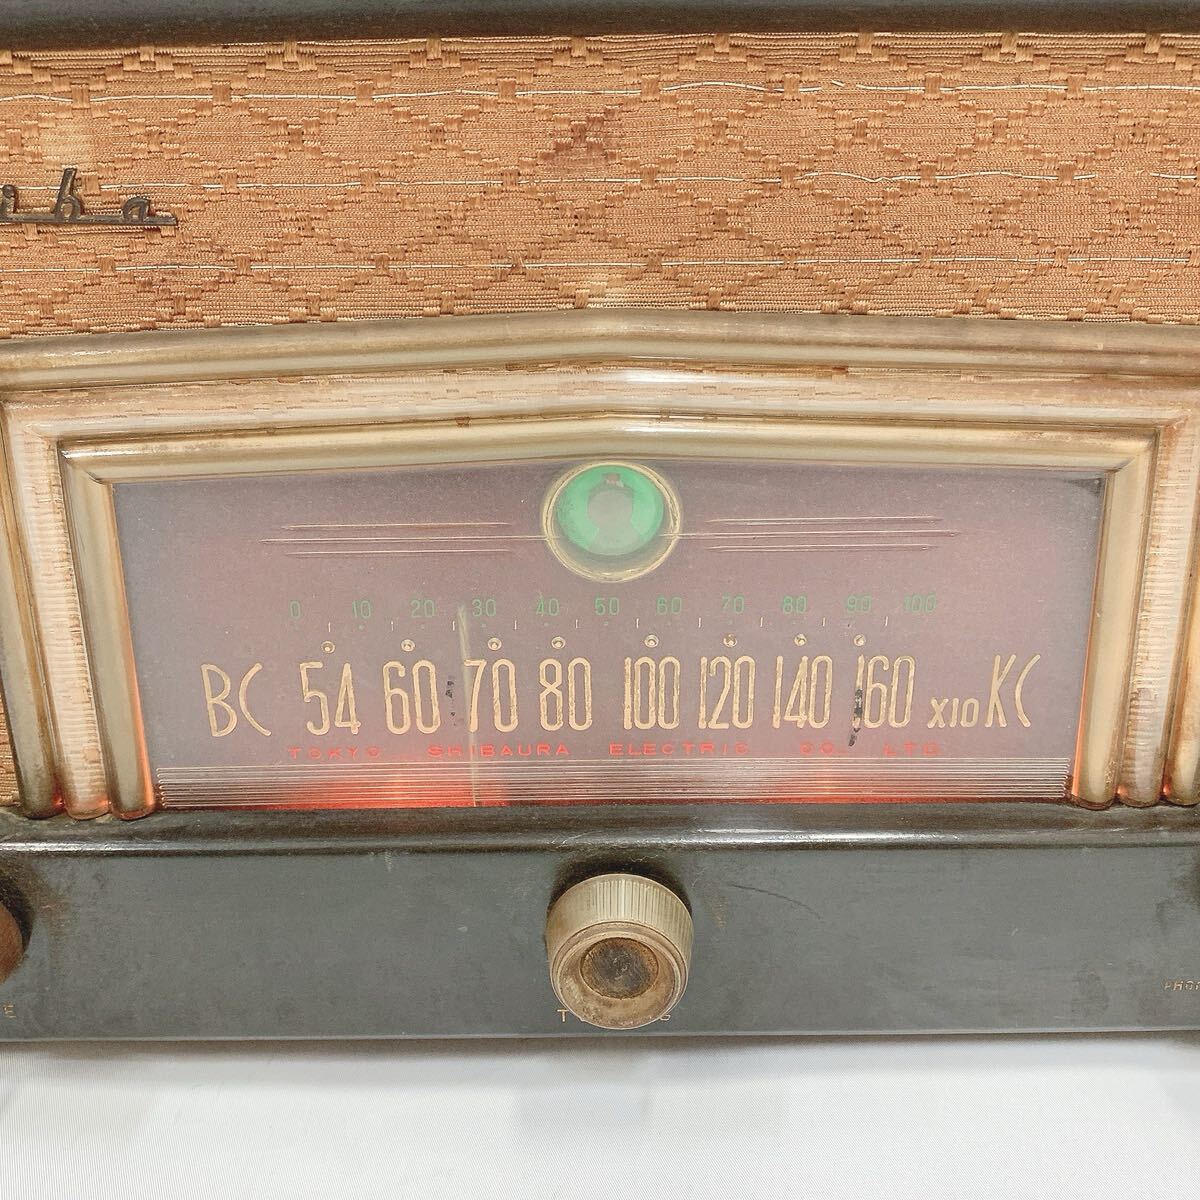 iba
0 10 20 30 40 50 60 70 80 90 100
BC 54 60 70 80 100 120 140 160 x10 KC
TOKYO SHIBAURA ELECTRIC CO. LTD.